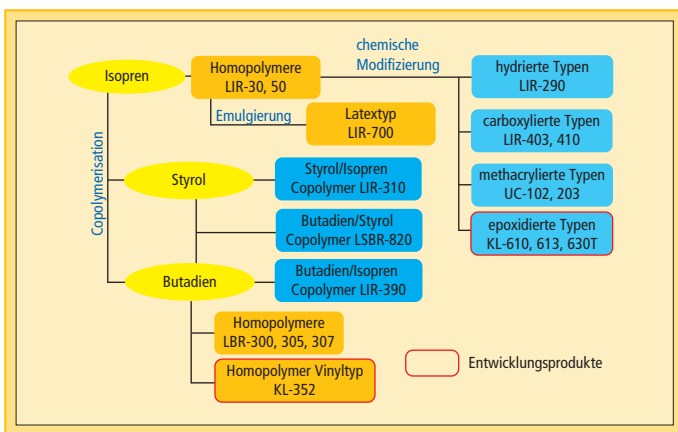 Isopren
Homopolymere
LIR-30, 50
chemische
Modifizierung
hydrierte Typen
LIR-290
Emulgierung
Latextyp
LIR-700
carboxylierte Typen
LIR-403, 410
Copolymerisation
Styrol
Styrol/Isopren
Copolymer LIR-310
methacrylierte Typen
UC-102, 203
Butadien/Styrol
Copolymer LSBR-820
epoxidierte Typen
KL-610, 613, 630T
Butadien
Butadien/Isopren
Copolymer LIR-390
Homopolymere
LBR-300, 305, 307
Homopolymer Vinyltyp
KL-352
Entwicklungsprodukte